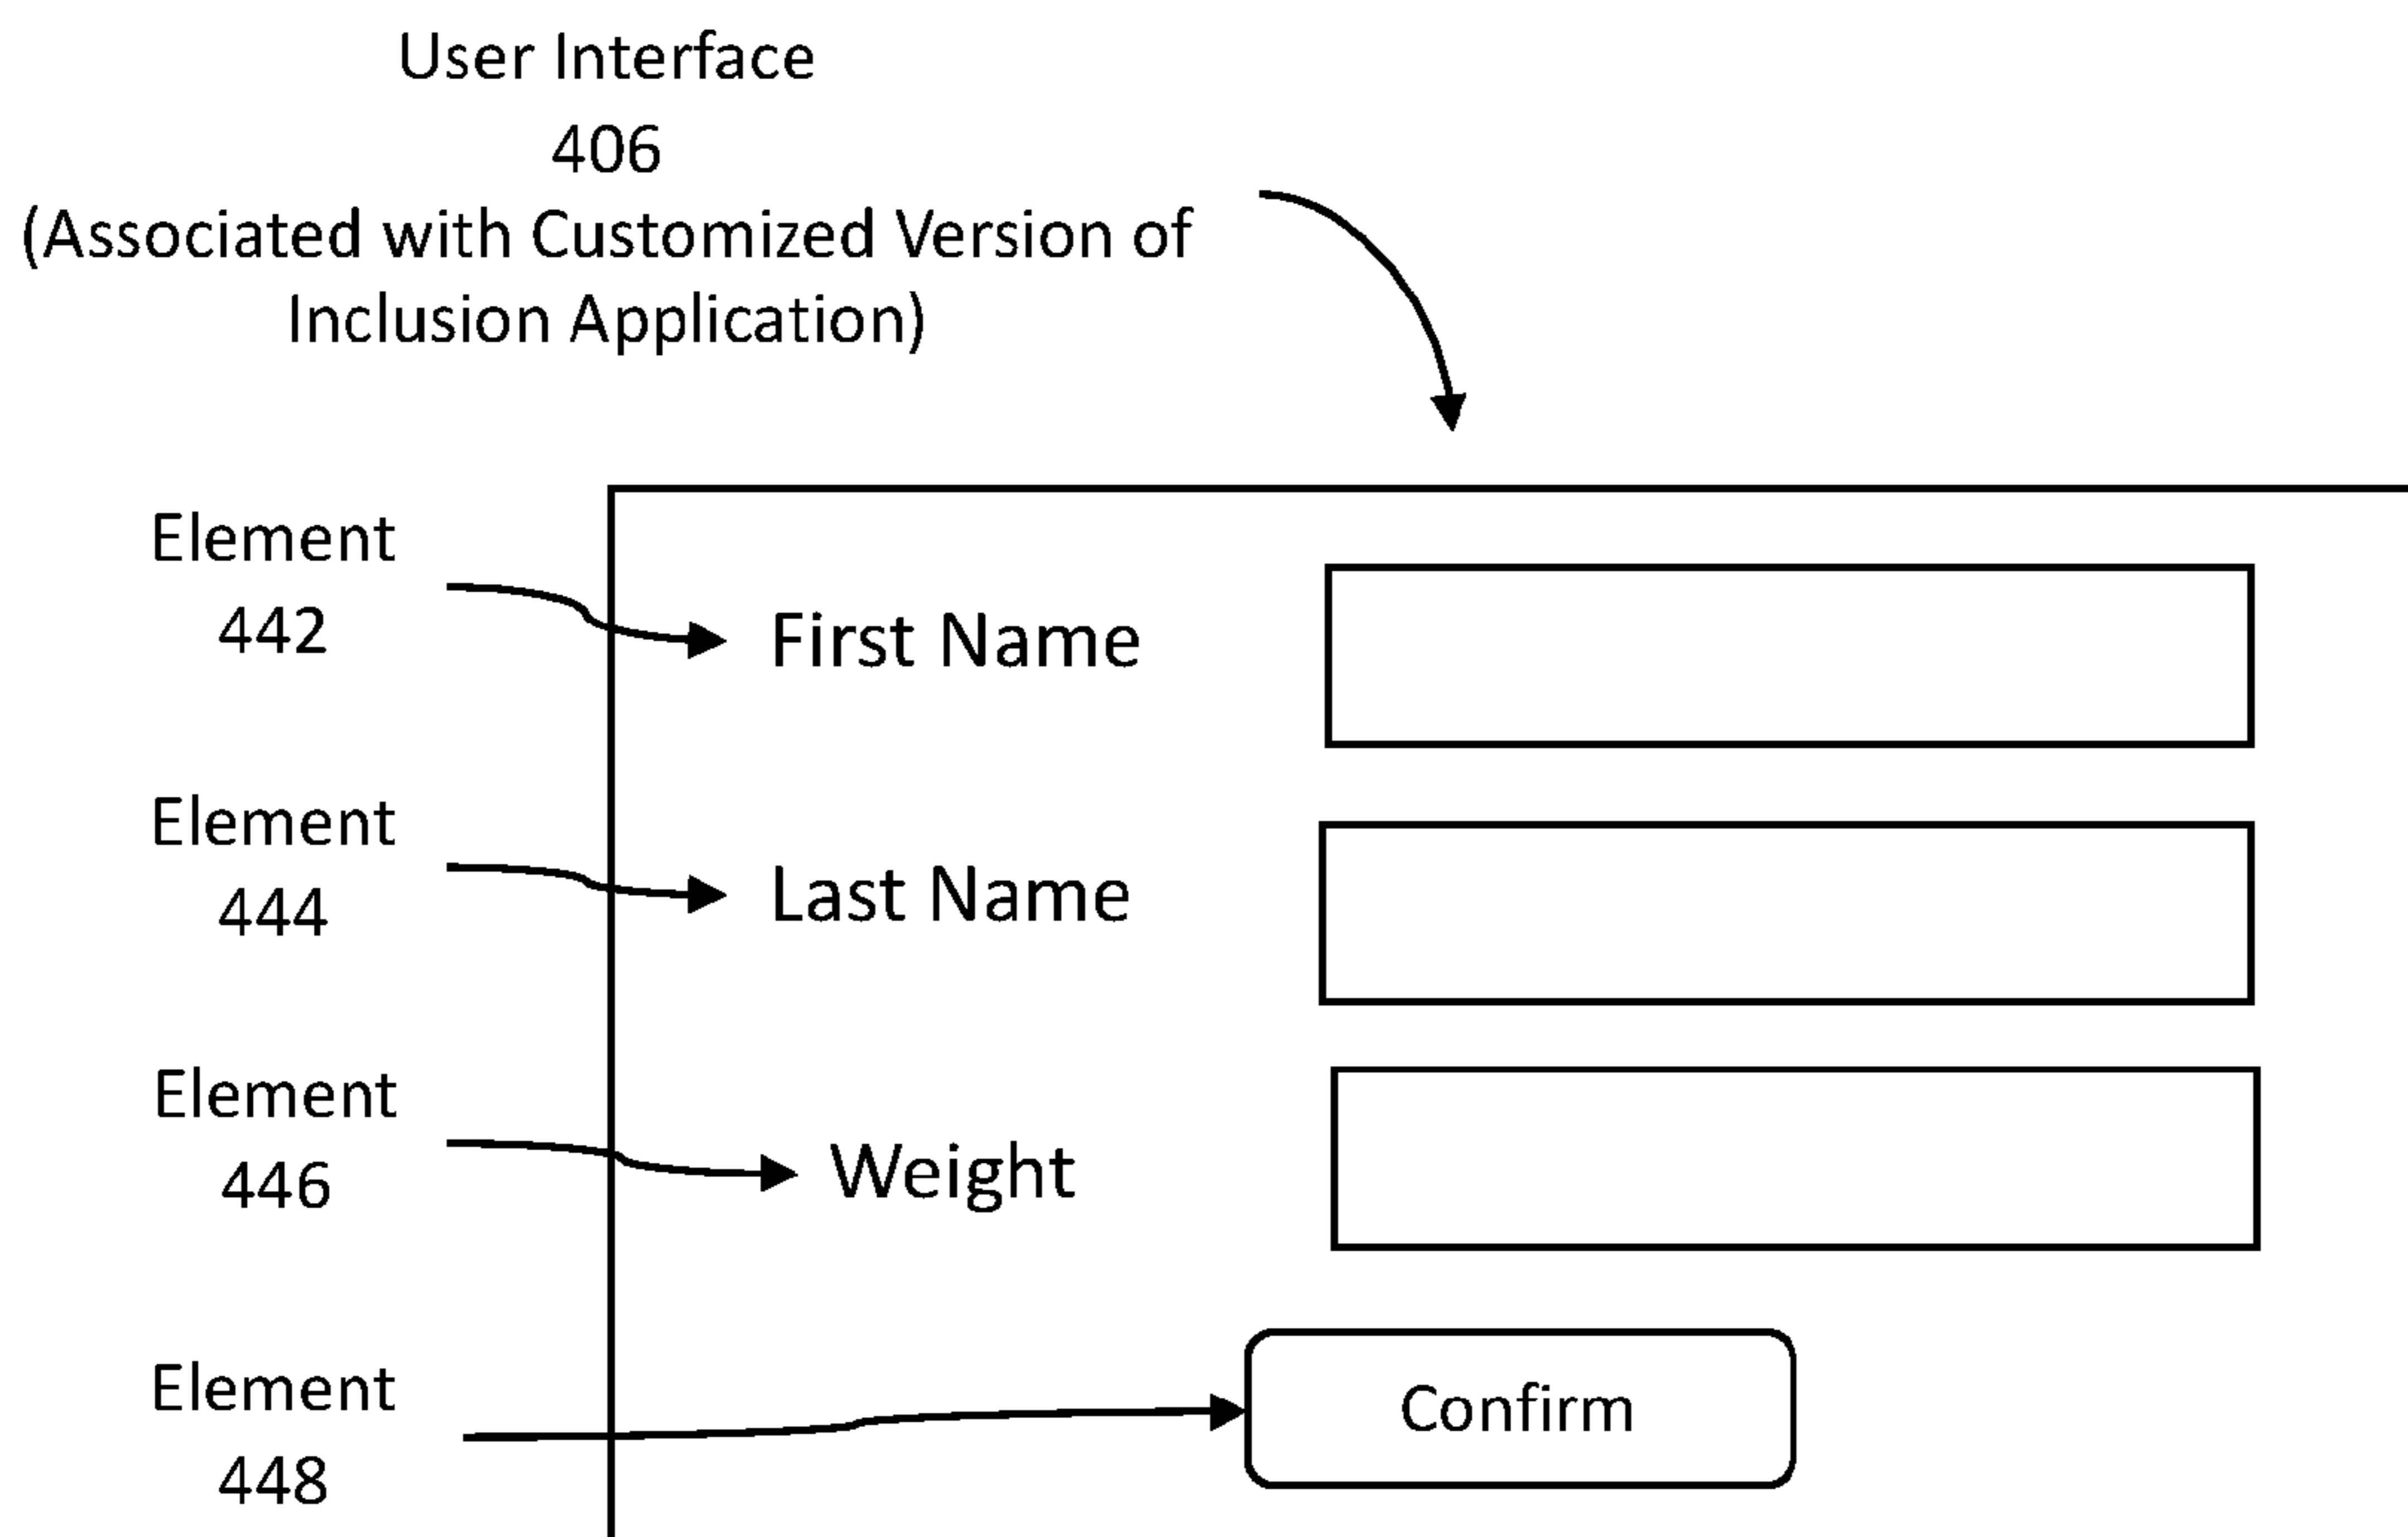 User Interface
406
(Associated with Customized Version of
Inclusion Application)
Element
442
First Name
Element
444
Last Name
Element
446
Weight
Element
448
Confirm